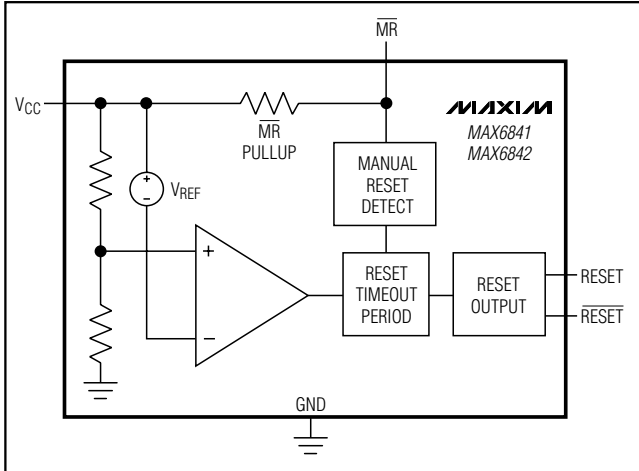 MR
VCC
MAXIM
MAX6841
MAX6842
MR
PULLUP
MANUAL
RESET
DETECT
+
-
VREF
+
−
RESET
TIMEOUT
PERIOD
RESET
OUTPUT
RESET
RESET
GND